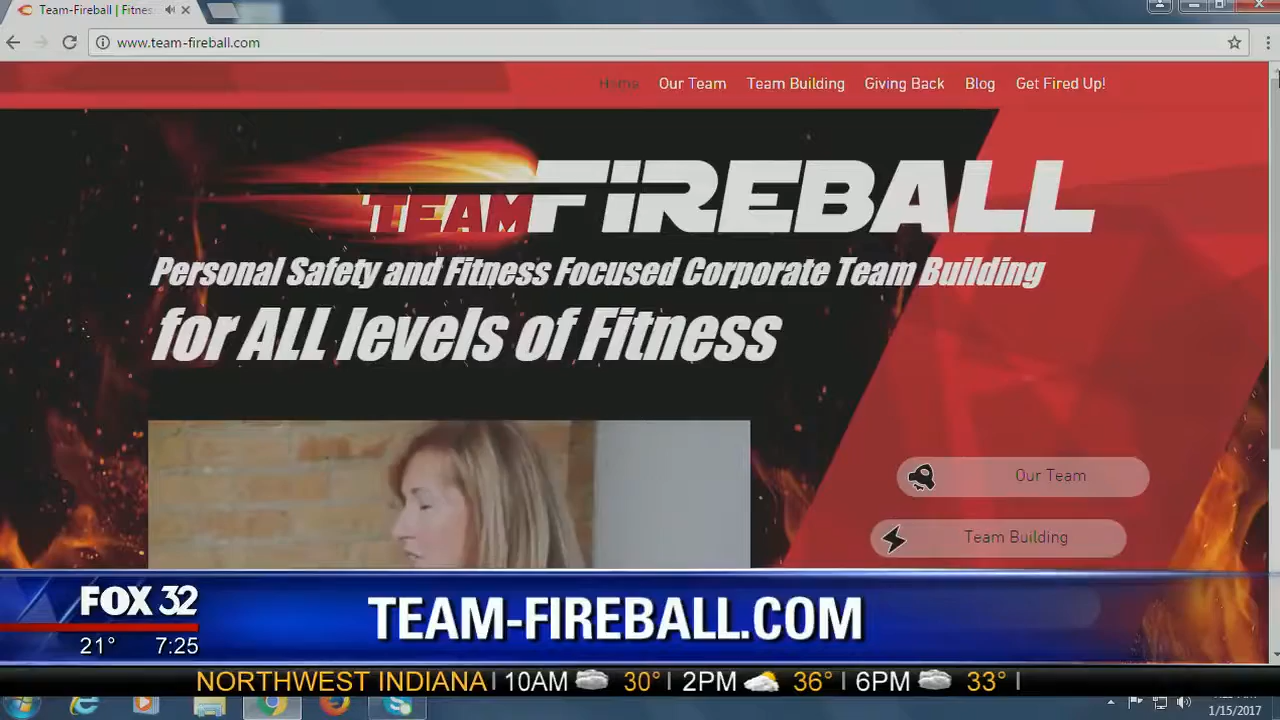 Team-Fireball | Fitnes
www.team-fireball.com
Home Our Team Team Building Giving Back Blog Get Fired Up!
TEAM FIREBALL
Personal Safety and Fitness Focused Corporate Team Building
for ALL levels of Fitness
Our Team
Team Building
FOX 32
TEAM-FIREBALL.COM
21° 7:25
NORTHWEST INDIANA | 10AM 30° | 2PM 36° | 6PM 33° |
1/15/2017